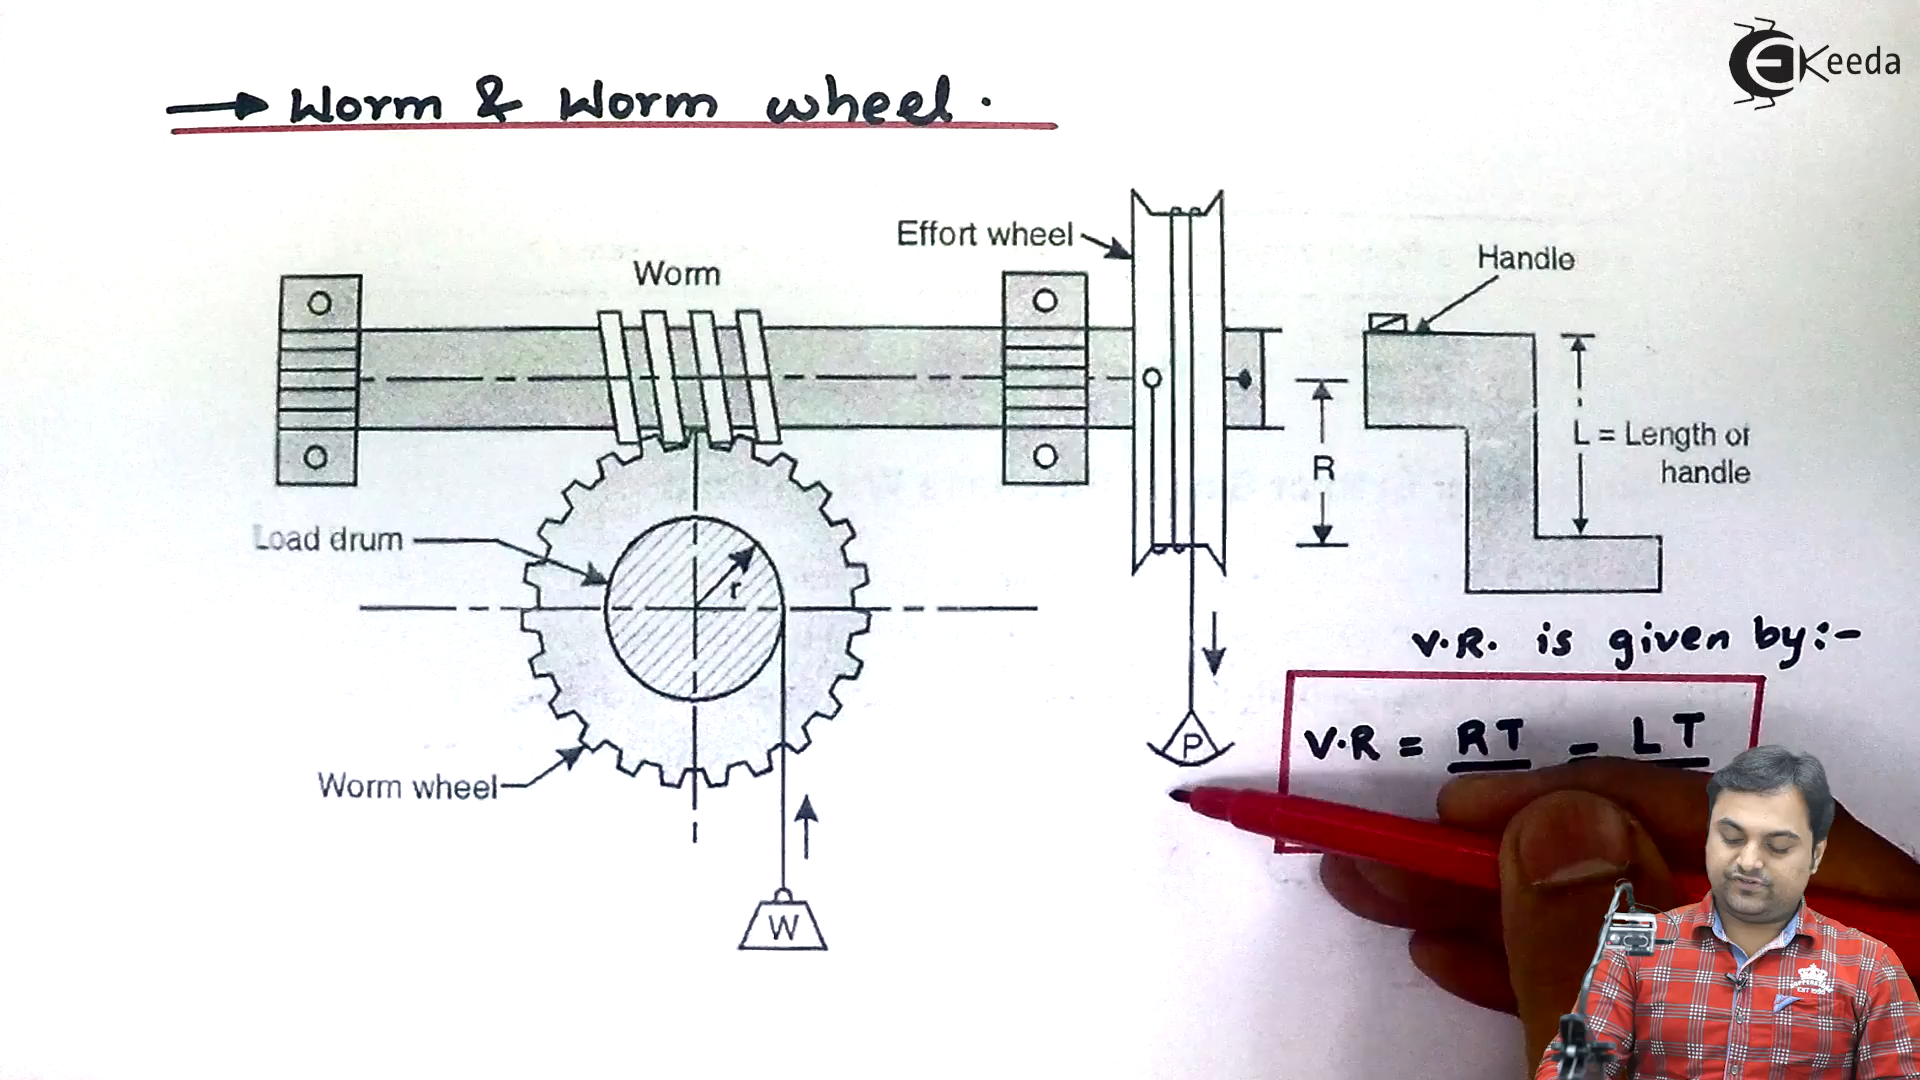 Keeda
→ Worm & Worm wheel.
Effort wheel
Handle
Worm
L = Length of
handle
R
Load drum
r
V.R. is given by:-
V.R = RT = LT
P
Worm wheel
W